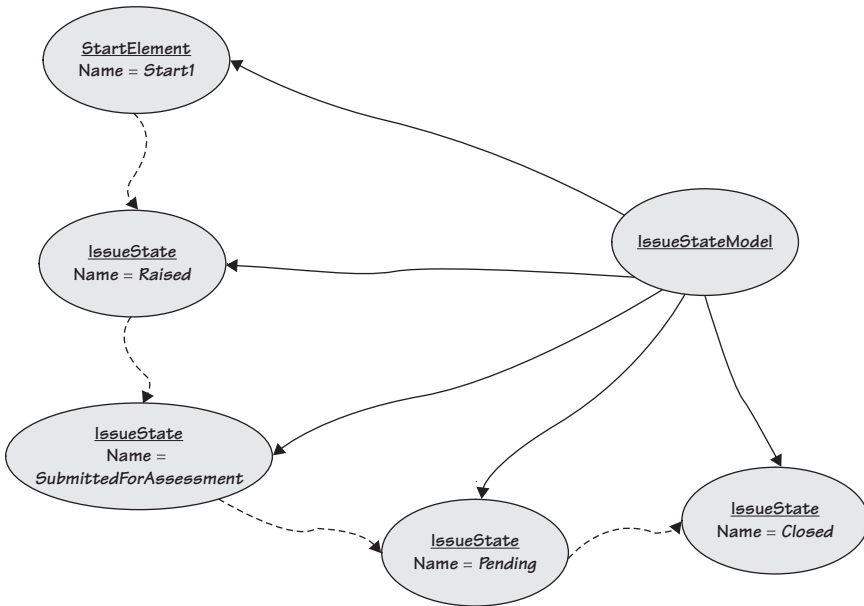 StartElement
Name = Start1
IssueStateModel
IssueState
Name = Raised
IssueState
Name =
SubmittedForAssessment
IssueState
Name = Pending
IssueState
Name = Closed